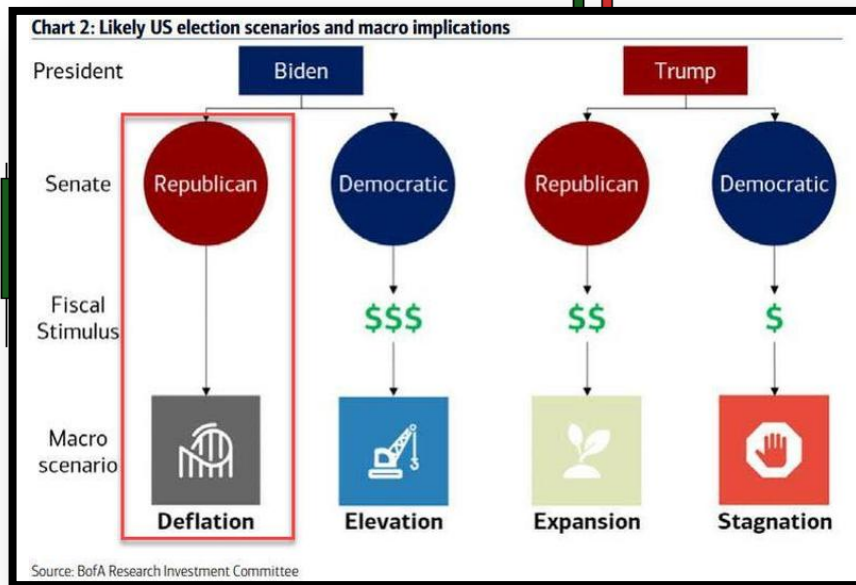 Chart 2: Likely US election scenarios and macro implications
President
Biden
Trump
Senate
Republican
Democratic
Republican
Democratic
Fiscal
Stimulus
$$$
$$
$
Macro
scenario
Deflation
Elevation
Expansion
Stagnation
Source: BofA Research Investment Committee